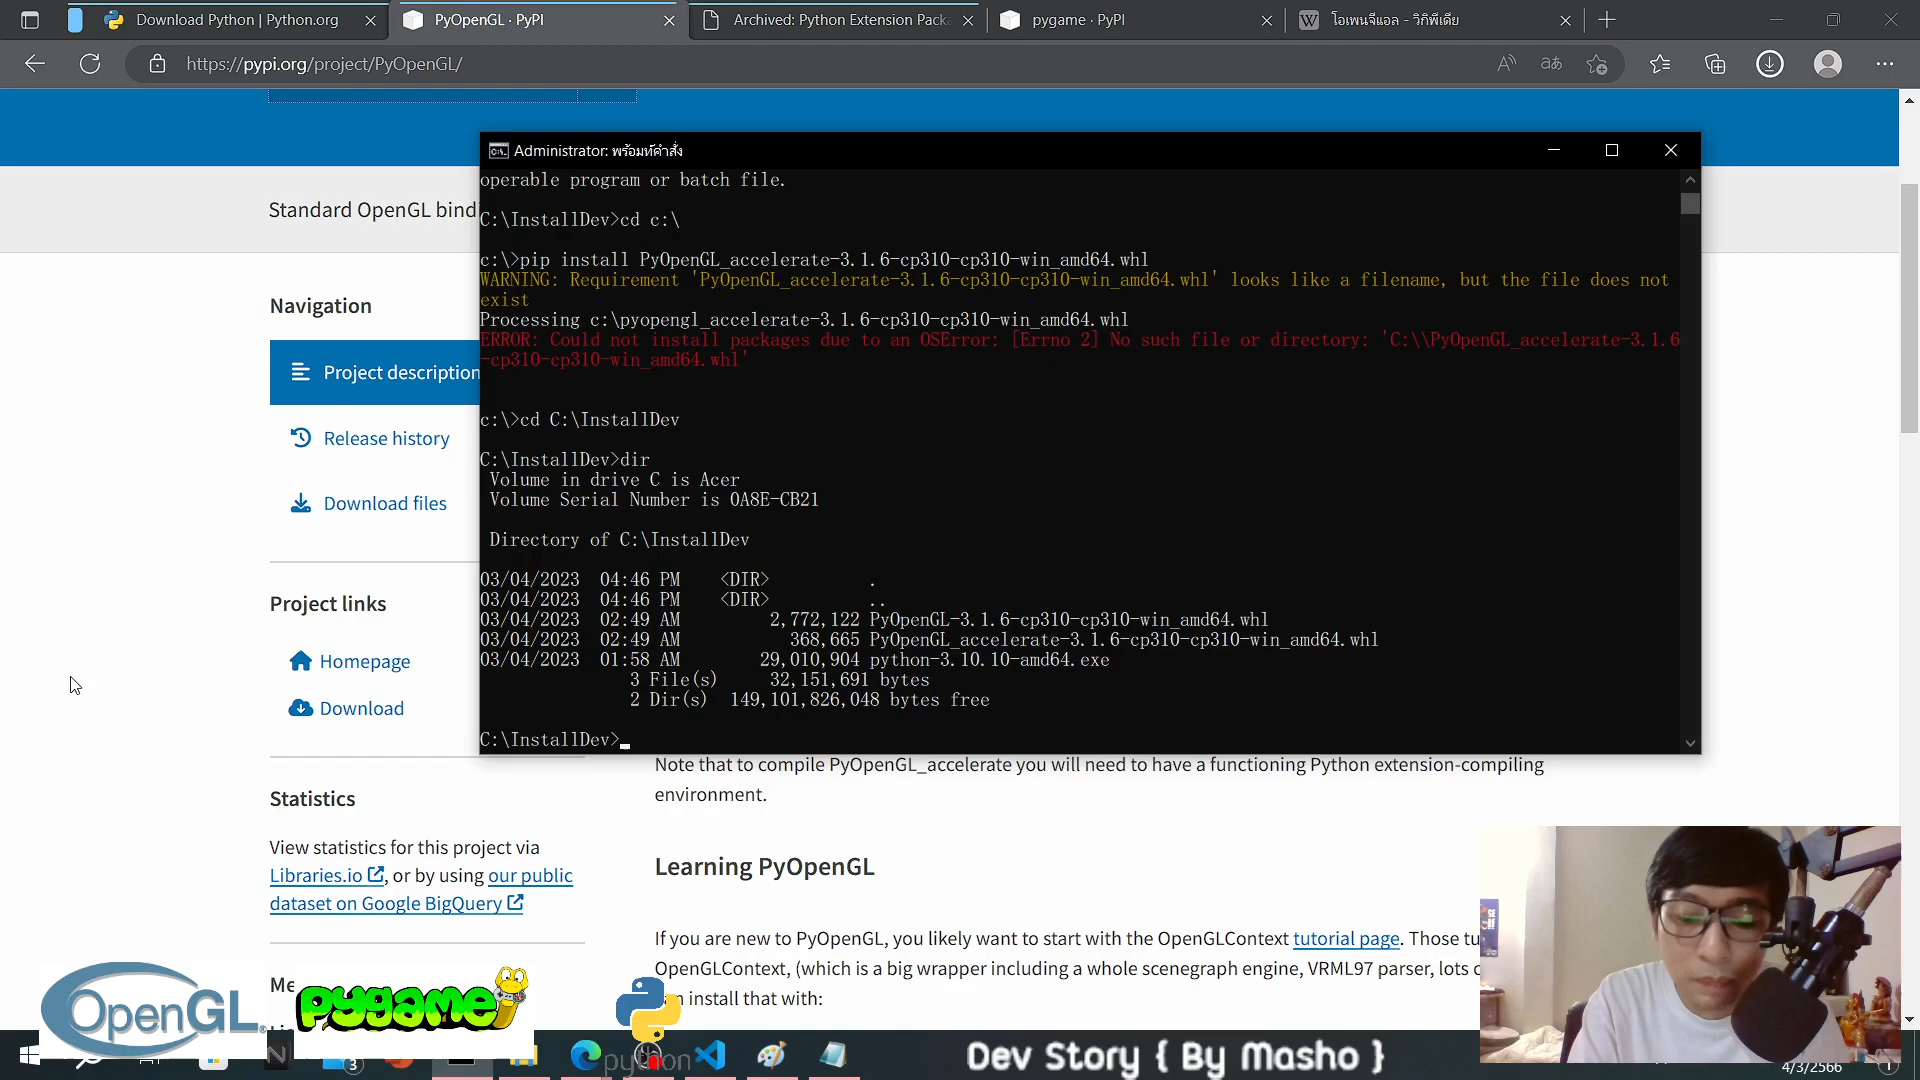 Download Python | Python.org
PyOpenGL · PyPI
Archived: Python Extension Packa
pygame · PyPI
โอเพนจีแอล - วิกิพีเดีย
https://pypi.org/project/PyOpenGL/
Standard OpenGL bind
Navigation
Project description
Release history
Download files
Project links
Homepage
Download
Statistics
View statistics for this project via
Libraries.io, or by using our public
dataset on Google BigQuery
Administrator: พร้อมท์คำสั่ง
operable program or batch file.
C:\InstallDev>cd c:\
c:\>pip install PyOpenGL_accelerate-3.1.6-cp310-cp310-win_amd64.whl
WARNING: Requirement 'PyOpenGL_accelerate-3.1.6-cp310-cp310-win_amd64.whl' looks like a filename, but the file does not
exist
Processing c:\pyopengl_accelerate-3.1.6-cp310-cp310-win_amd64.whl
ERROR: Could not install packages due to an OSError: [Errno 2] No such file or directory: 'C:\\PyOpenGL_accelerate-3.1.6
-cp310-cp310-win_amd64.whl'
c:\>cd C:\InstallDev
C:\InstallDev>dir
Volume in drive C is Acer
Volume Serial Number is 0A8E-CB21
Directory of C:\InstallDev
03/04/2023 04:46 PM <DIR> .
03/04/2023 04:46 PM <DIR> ..
03/04/2023 02:49 AM 2,772,122 PyOpenGL-3.1.6-cp310-cp310-win_amd64.whl
03/04/2023 02:49 AM 368,665 PyOpenGL_accelerate-3.1.6-cp310-cp310-win_amd64.whl
03/04/2023 01:58 AM 29,010,904 python-3.10.10-amd64.exe
3 File(s) 32,151,691 bytes
2 Dir(s) 149,101,826,048 bytes free
C:\InstallDev>
Note that to compile PyOpenGL_accelerate you will need to have a functioning Python extension-compiling
environment.
Learning PyOpenGL
If you are new to PyOpenGL, you likely want to start with the OpenGLContext tutorial page. Those tu
OpenGLContext, (which is a big wrapper including a whole scenegraph engine, VRML97 parser, lots
install that with:
Me
OpenGL
pygame
python
3
Dev Story { By Masho }
4/3/2566
1